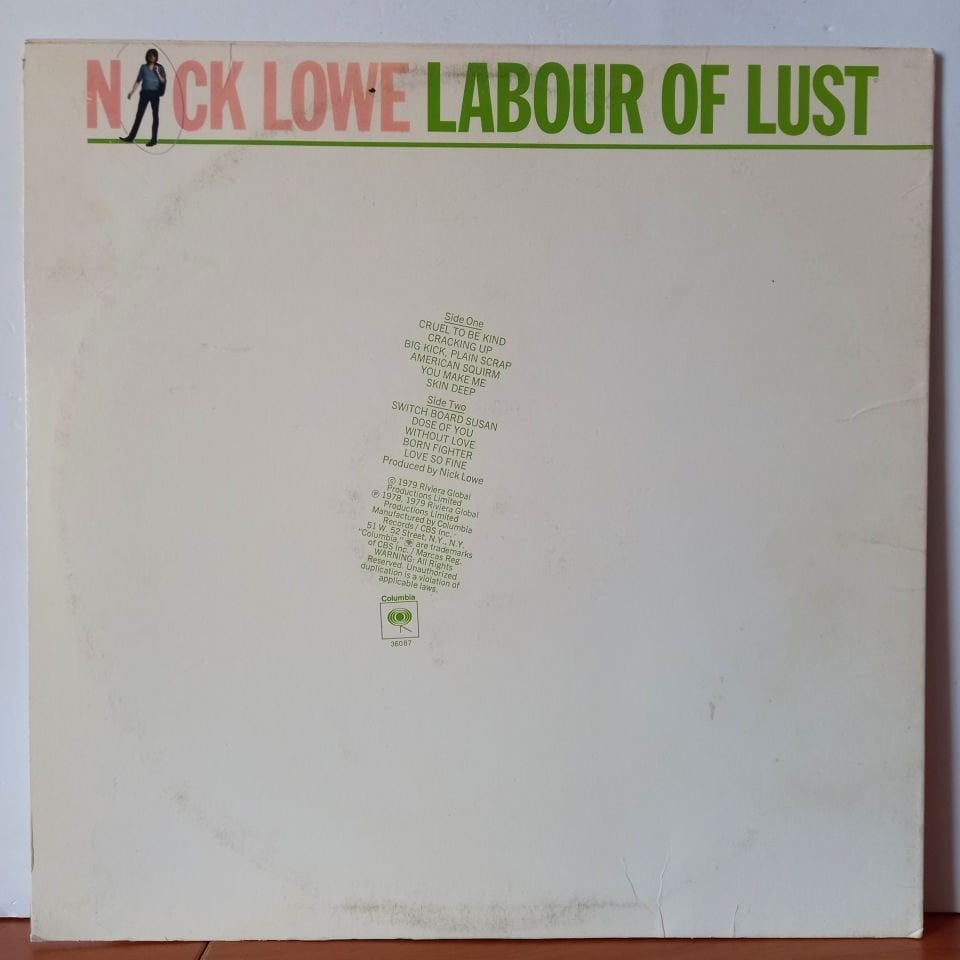 NICK LOWE LABOUR OF LUST
Side One
CRUEL TO BE KIND
CRACKING UP
BIG KICK, PLAIN SCRAP
AMERICAN SQUIRM
YOU MAKE ME
SKIN DEEP
Side Two
SWITCH BOARD SUSAN
DOSE OF YOU
WITHOUT LOVE
BORN FIGHTER
LOVE SO FINE
Produced by Nick Lowe
© 1979 Riviera Global
Productions Limited
℗ 1978, 1979 Riviera Global
Productions Limited
Manufactured by Columbia
Records / CBS Inc. /
51 W. 52 Street, N.Y., N.Y.
"Columbia," are trademarks
of CBS Inc. / Marcas Reg.
WARNING: All Rights
Reserved. Unauthorized
duplication is a violation of
applicable laws.
Columbia
36087